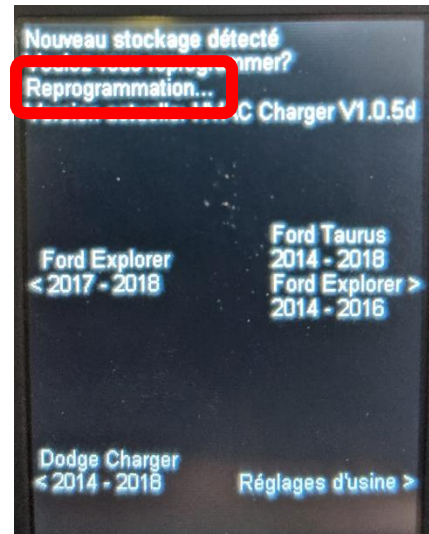 Nouveau stockage détecté
reprogrammer?
Reprogrammation...
C Charger V1.0.5d
Ford Explorer
< 2017 - 2018
Ford Taurus
2014 - 2018
Ford Explorer >
2014 - 2016
Dodge Charger
< 2014 - 2018
Réglages d'usine >